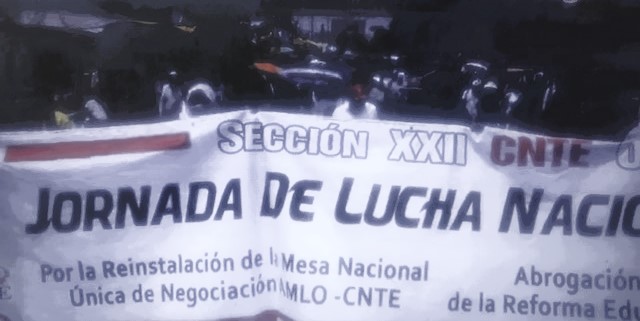 SECCIÓN XXII CNTE
JORNADA DE LUCHA NACIO
Por la Reinstalación de la Mesa Nacional
Única de Negociación AMLO -CNTE
Abrogación
de la Reforma Edu